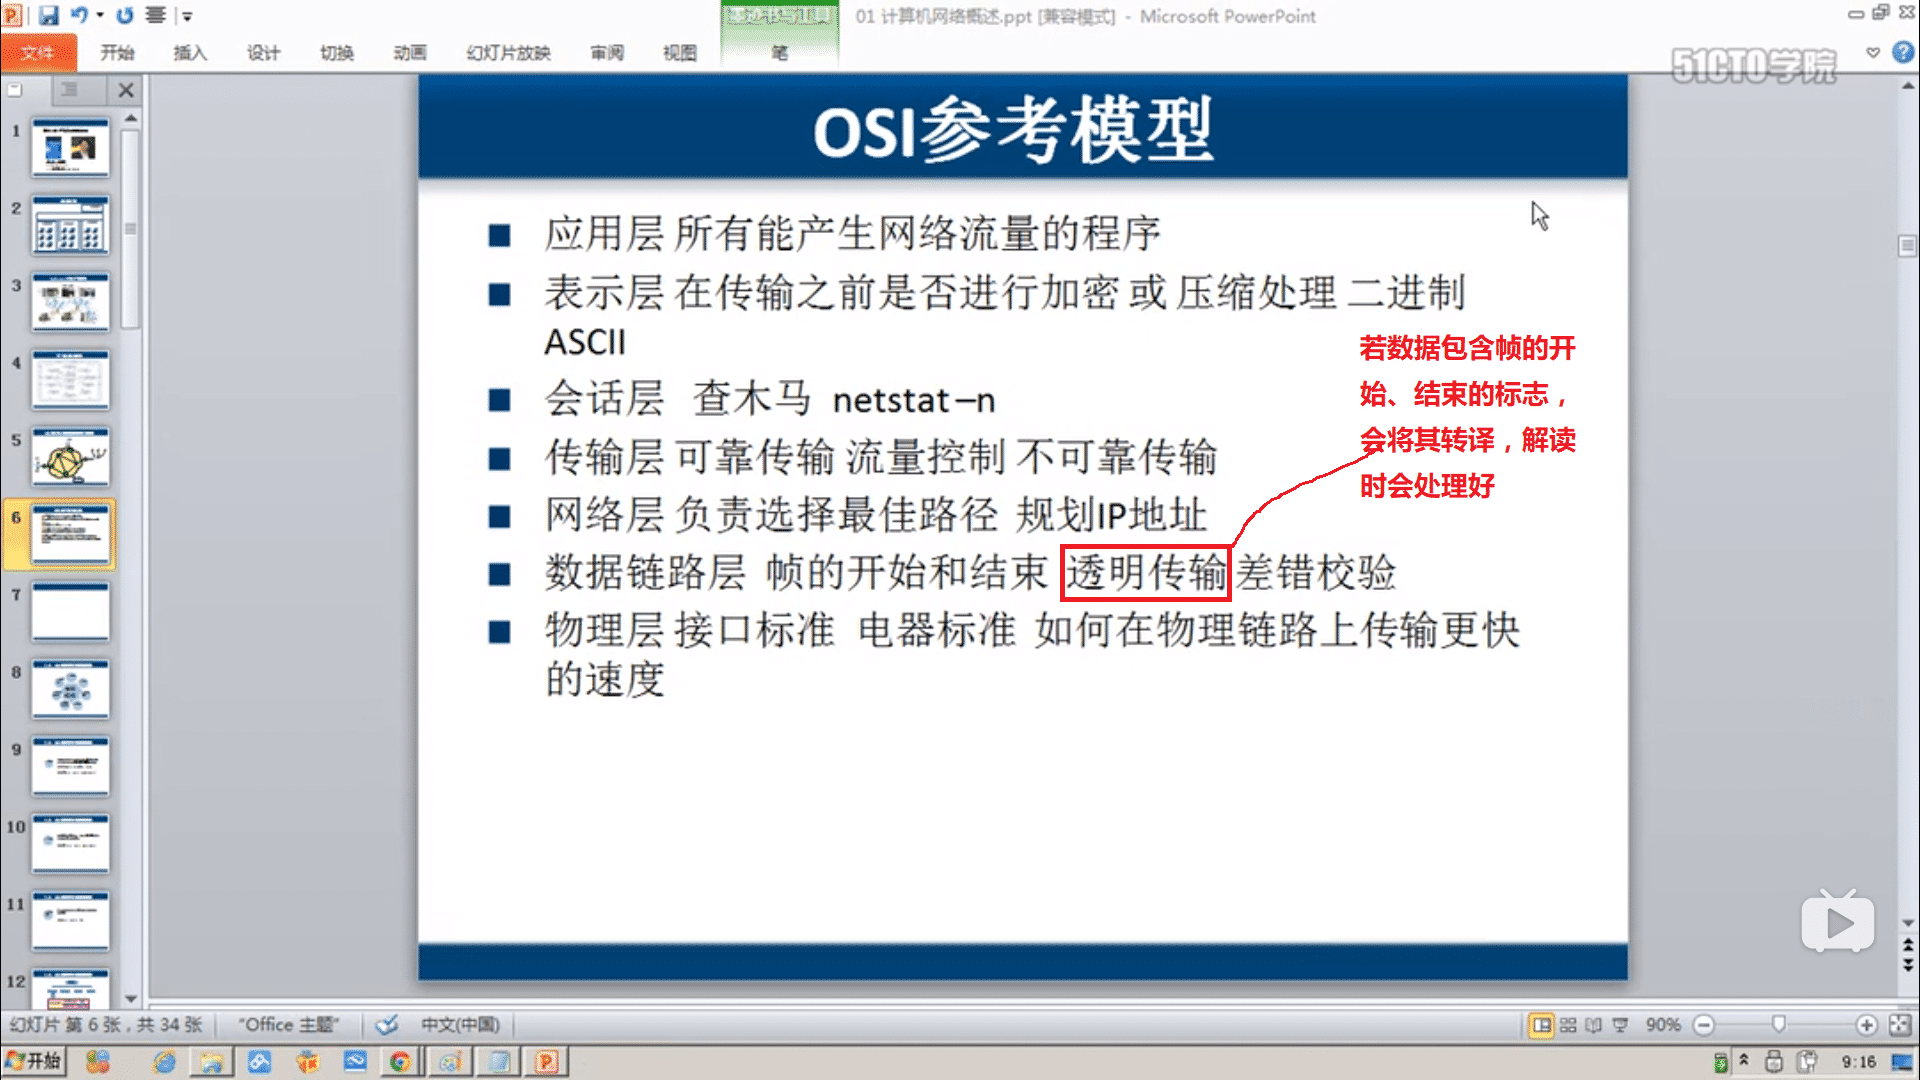 01 计算机网络概述.ppt [兼容模式] - Microsoft PowerPoint
文件 开始 插入 设计 切换 动画 幻灯片放映 审阅 视图 笔
51CTO学院
OSI参考模型
应用层 所有能产生网络流量的程序
表示层 在传输之前是否进行加密 或 压缩处理 二进制
ASCII
会话层 查木马 netstat –n
传输层 可靠传输 流量控制 不可靠传输
网络层 负责选择最佳路径 规划IP地址
数据链路层 帧的开始和结束 透明传输 差错校验
物理层 接口标准 电器标准 如何在物理链路上传输更快
的速度
若数据包含帧的开
始、结束的标志，
会将其转译，解读
时会处理好
1
2
3
4
5
6
7
8
9
10
11
12
幻灯片 第 6 张，共 34 张 "Office 主题" 中文(中国) 90%
开始 9:16